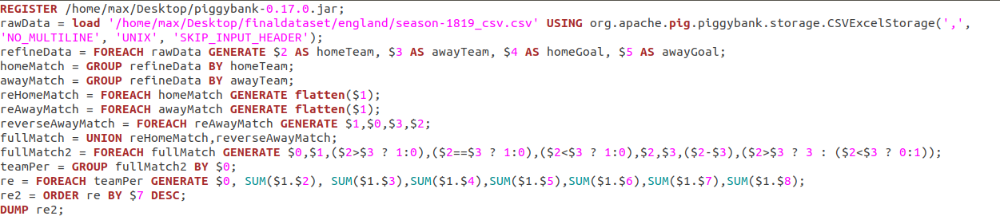 REGISTER /home/max/Desktop/piggybank-0.17.0.jar;
rawData = load '/home/max/Desktop/finaldataset/england/season-1819_csv.csv' USING org.apache.pig.piggybank.storage.CSVExcelStorage(',',
'NO_MULTILINE', 'UNIX', 'SKIP_INPUT_HEADER');
refineData = FOREACH rawData GENERATE $2 AS homeTeam, $3 AS awayTeam, $4 AS homeGoal, $5 AS awayGoal;
homeMatch = GROUP refineData BY homeTeam;
awayMatch = GROUP refineData BY awayTeam;
reHomeMatch = FOREACH homeMatch GENERATE flatten($1);
reAwayMatch = FOREACH awayMatch GENERATE flatten($1);
reverseAwayMatch = FOREACH reAwayMatch GENERATE $1,$0,$3,$2;
fullMatch = UNION reHomeMatch,reverseAwayMatch;
fullMatch2 = FOREACH fullMatch GENERATE $0,$1,($2>$3 ? 1:0),($2==$3 ? 1:0),($2<$3 ? 1:0),$2,$3,($2-$3),($2>$3 ? 3 : ($2<$3 ? 0:1));
teamPer = GROUP fullMatch2 BY $0;
re = FOREACH teamPer GENERATE $0, SUM($1.$2), SUM($1.$3),SUM($1.$4),SUM($1.$5),SUM($1.$6),SUM($1.$7),SUM($1.$8);
re2 = ORDER re BY $7 DESC;
DUMP re2;